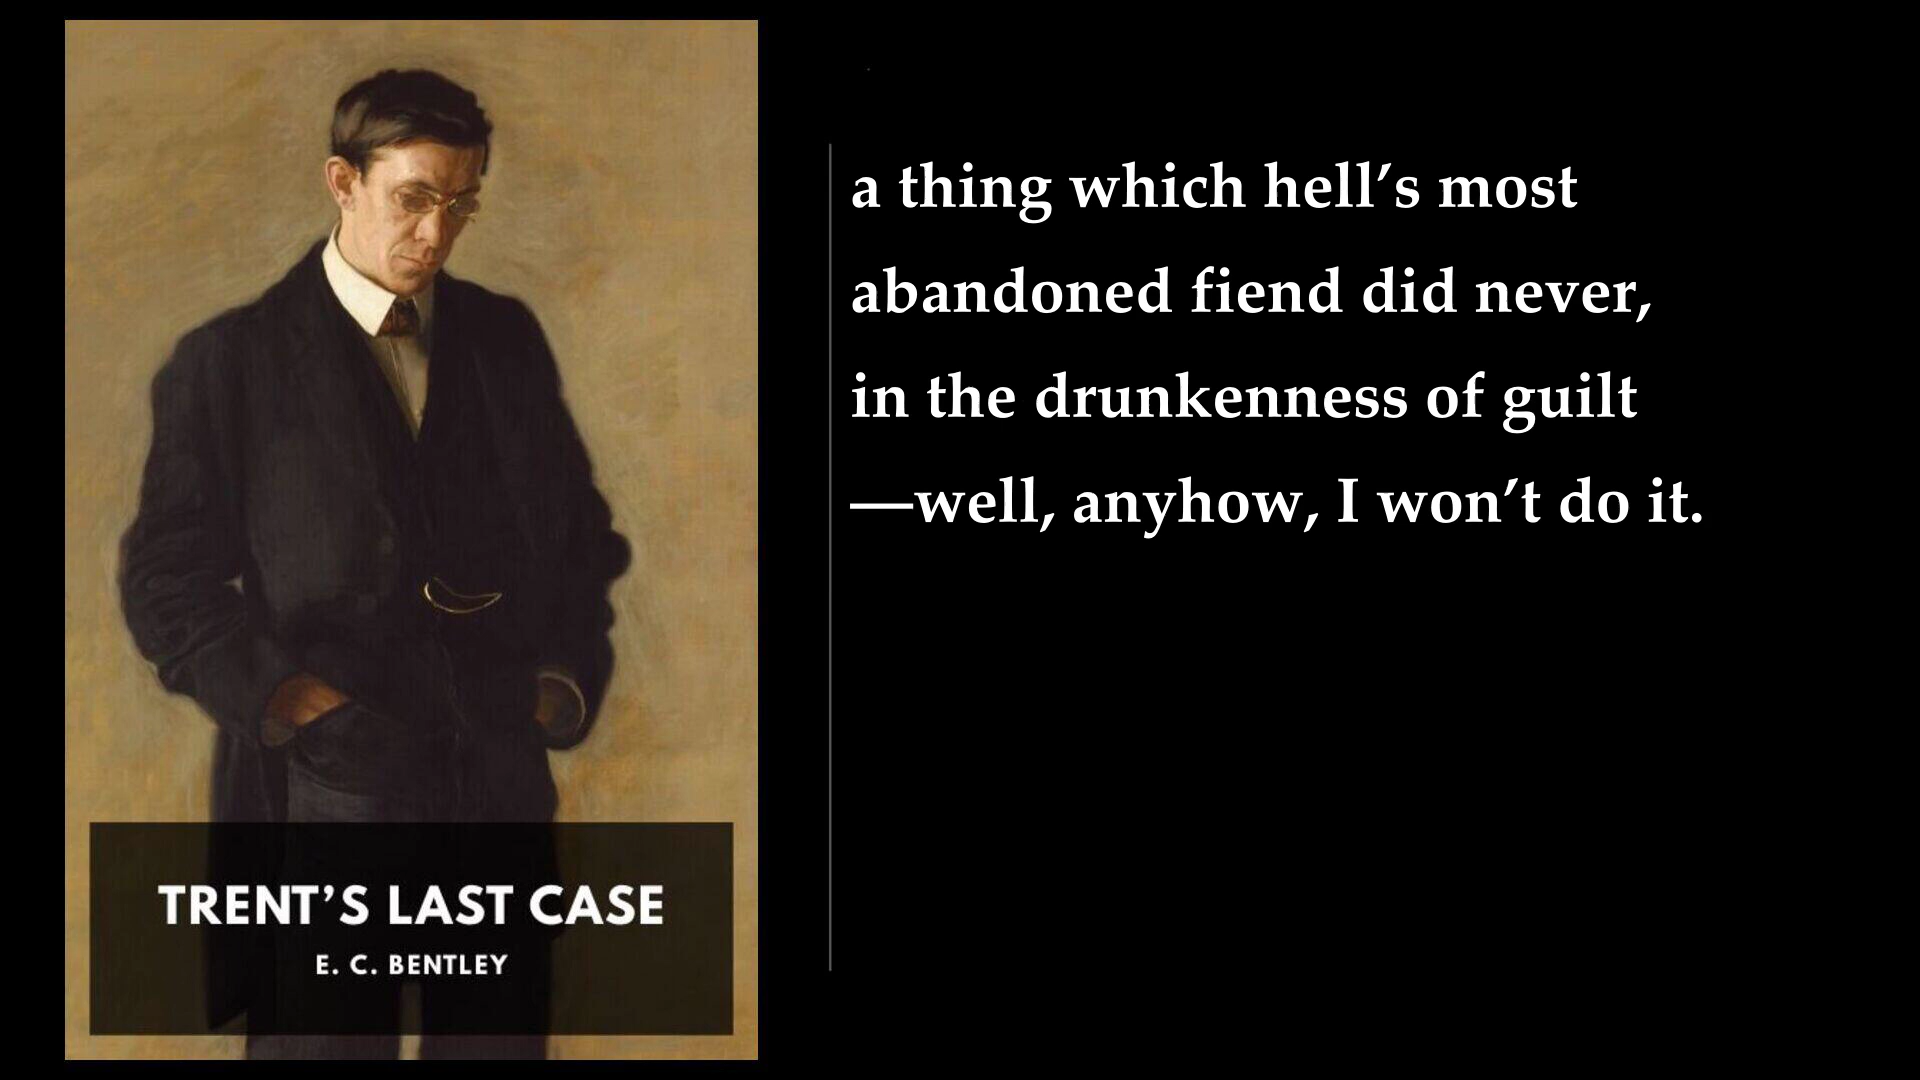 a thing which hell’s most
abandoned fiend did never,
in the drunkenness of guilt
—well, anyhow, I won’t do it.
TRENT’S LAST CASE
E. C. BENTLEY